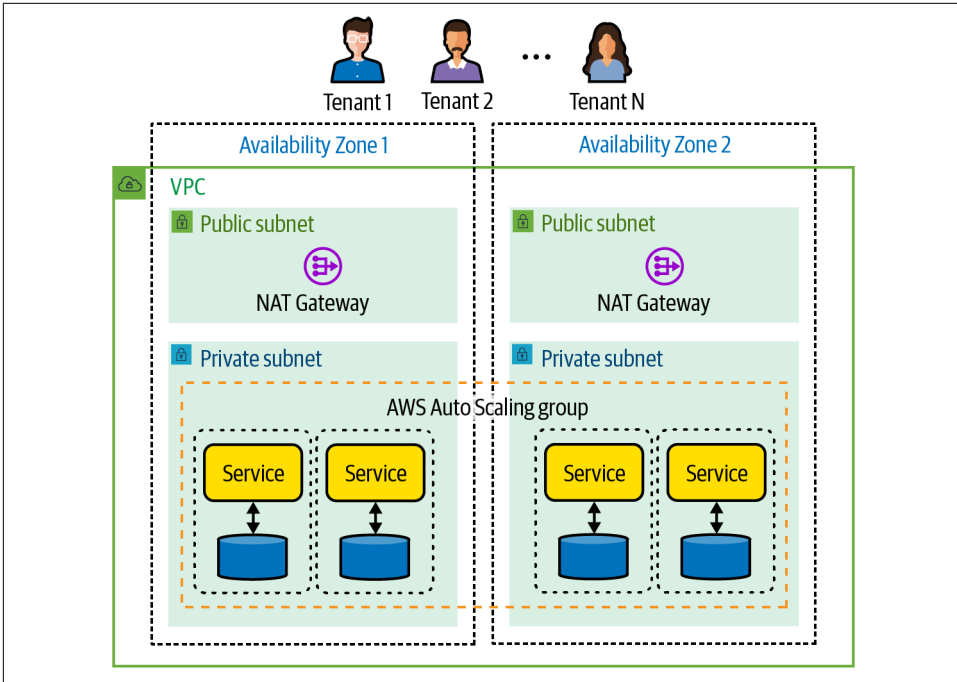 Tenant 1
Tenant 2
...
Tenant N
Availability Zone 1
Availability Zone 2
VPC
Public subnet
Public subnet
NAT Gateway
NAT Gateway
Private subnet
Private subnet
AWS Auto Scaling group
Service
Service
Service
Service